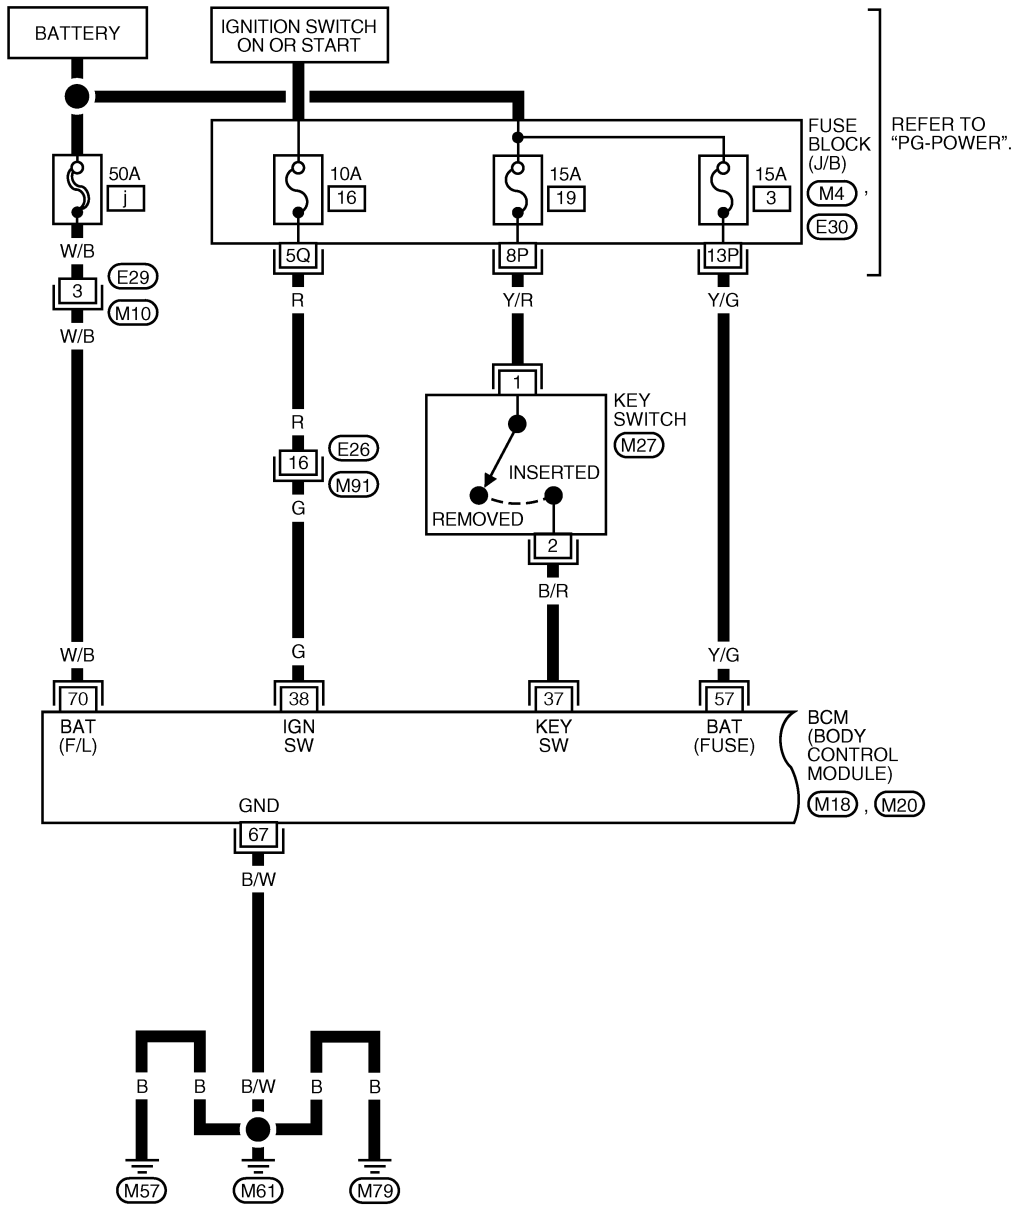 BATTERY
IGNITION SWITCH
ON OR START
REFER TO
“PG-POWER”.
FUSE
BLOCK
(J/B)
M4 ,
E30
50A
j
10A
16
15A
19
15A
3
W/B
5Q
8P
13P
3
E29
M10
W/B
R
Y/R
Y/G
1
KEY
SWITCH
M27
R
16
E26
M91
G
INSERTED
REMOVED
2
B/R
W/B
G
Y/G
70
38
37
57
BAT
(F/L)
IGN
SW
KEY
SW
BAT
(FUSE)
BCM
(BODY
CONTROL
MODULE)
M18 , M20
GND
67
B/W
B
B
B/W
B
B
M57
M61
M79